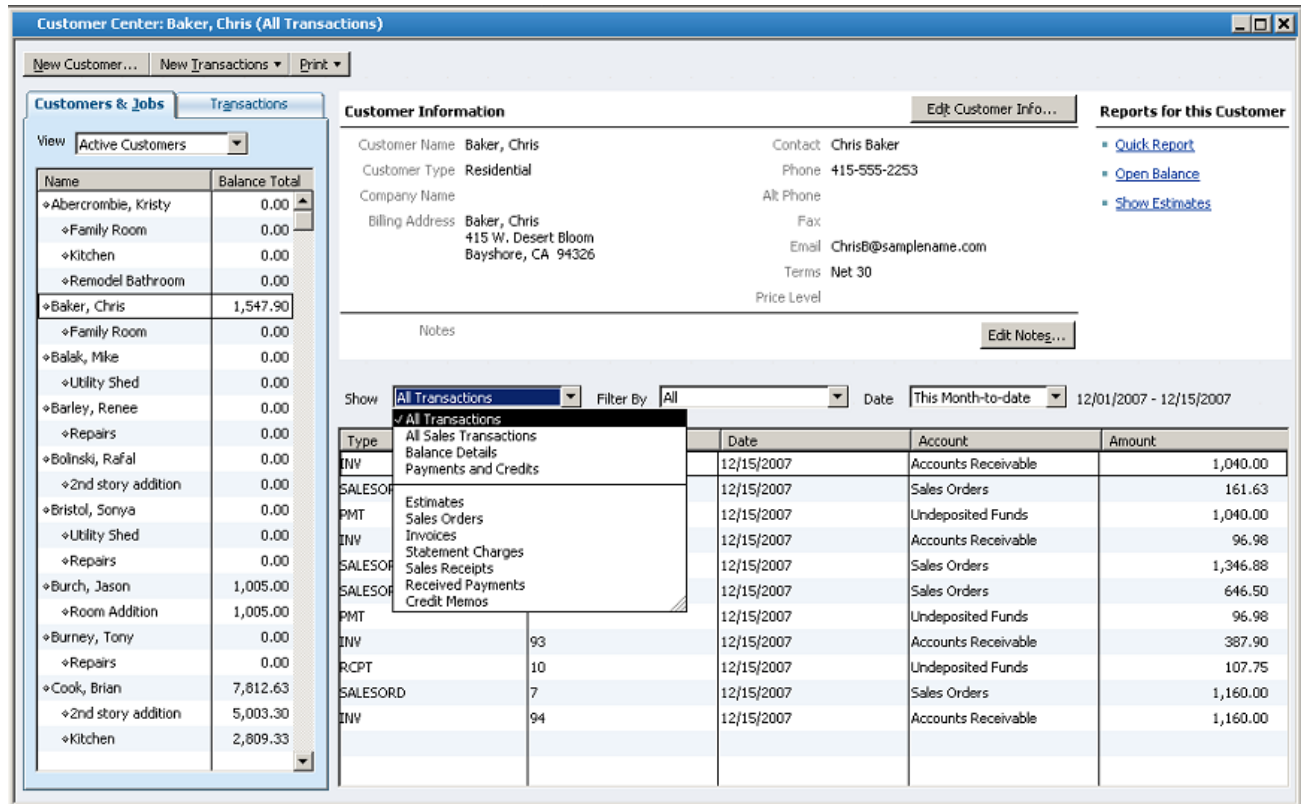 Customer Center: Baker, Chris (All Transactions)
New Customer... New Transactions Print
Customers & Jobs Transactions
View Active Customers
Name Balance Total
Abercrombie, Kristy 0.00
Family Room 0.00
Kitchen 0.00
Remodel Bathroom 0.00
Baker, Chris 1,547.90
Family Room 0.00
Balak, Mike 0.00
Utility Shed 0.00
Barley, Renee 0.00
Repairs 0.00
Bolinski, Rafal 0.00
2nd story addition 0.00
Bristol, Sonya 0.00
Utility Shed 0.00
Repairs 0.00
Burch, Jason 1,005.00
Room Addition 1,005.00
Burney, Tony 0.00
Repairs 0.00
Cook, Brian 7,812.63
2nd story addition 5,003.30
Kitchen 2,809.33
Customer Information Edit Customer Info...
Customer Name Baker, Chris
Customer Type Residential
Company Name
Billing Address Baker, Chris
415 W. Desert Bloom
Bayshore, CA 94326
Contact Chris Baker
Phone 415-555-2253
Alt Phone
Fax
Email ChrisB@samplename.com
Terms Net 30
Price Level
Notes Edit Notes...
Reports for this Customer
Quick Report
Open Balance
Show Estimates
Show All Transactions Filter By All Date This Month-to-date 12/01/2007 - 12/15/2007
All Transactions
All Sales Transactions
Balance Details
Payments and Credits
Estimates
Sales Orders
Invoices
Statement Charges
Sales Receipts
Received Payments
Credit Memos
Type Date Account Amount
INV 12/15/2007 Accounts Receivable 1,040.00
12/15/2007 Sales Orders 161.63
PMT 12/15/2007 Undeposited Funds 1,040.00
INV 12/15/2007 Accounts Receivable 96.98
12/15/2007 Sales Orders 1,346.88
12/15/2007 Sales Orders 646.50
PMT 12/15/2007 Undeposited Funds 96.98
INV 93 12/15/2007 Accounts Receivable 387.90
RCPT 10 12/15/2007 Undeposited Funds 107.75
SALESORD 7 12/15/2007 Sales Orders 1,160.00
INV 94 12/15/2007 Accounts Receivable 1,160.00